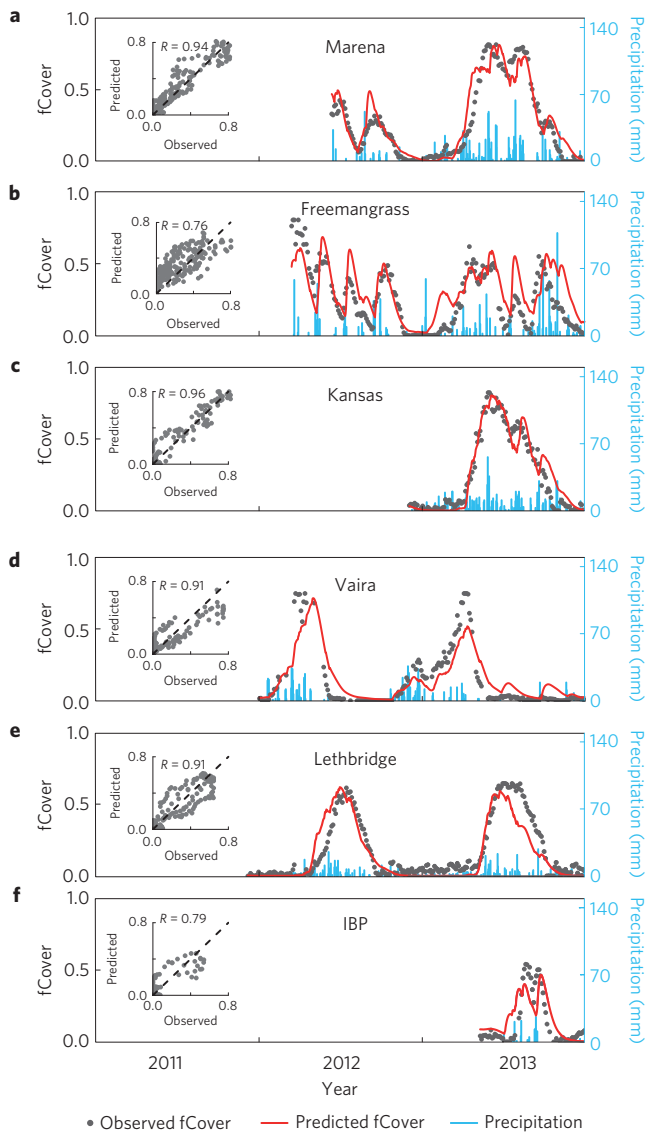 a
Marena
1.0
0.5
0.0
fCover
0.8
0.0
Predicted
R = 0.94
0.0 0.8
Observed
140
70
0
Precipitation (mm)
b
Freemangrass
1.0
0.5
0.0
fCover
0.8
0.0
Predicted
R = 0.76
0.0 0.8
Observed
140
70
0
Precipitation (mm)
c
Kansas
1.0
0.5
0.0
fCover
0.8
0.0
Predicted
R = 0.96
0.0 0.8
Observed
140
70
0
Precipitation (mm)
d
Vaira
1.0
0.5
0.0
fCover
0.8
0.0
Predicted
R = 0.91
0.0 0.8
Observed
140
70
0
Precipitation (mm)
e
Lethbridge
1.0
0.5
0.0
fCover
0.8
0.0
Predicted
R = 0.91
0.0 0.8
Observed
140
70
0
Precipitation (mm)
f
IBP
1.0
0.5
0.0
fCover
0.8
0.0
Predicted
R = 0.79
0.0 0.8
Observed
140
70
0
Precipitation (mm)
2011 2012 2013
Year
Observed fCover Predicted fCover Precipitation